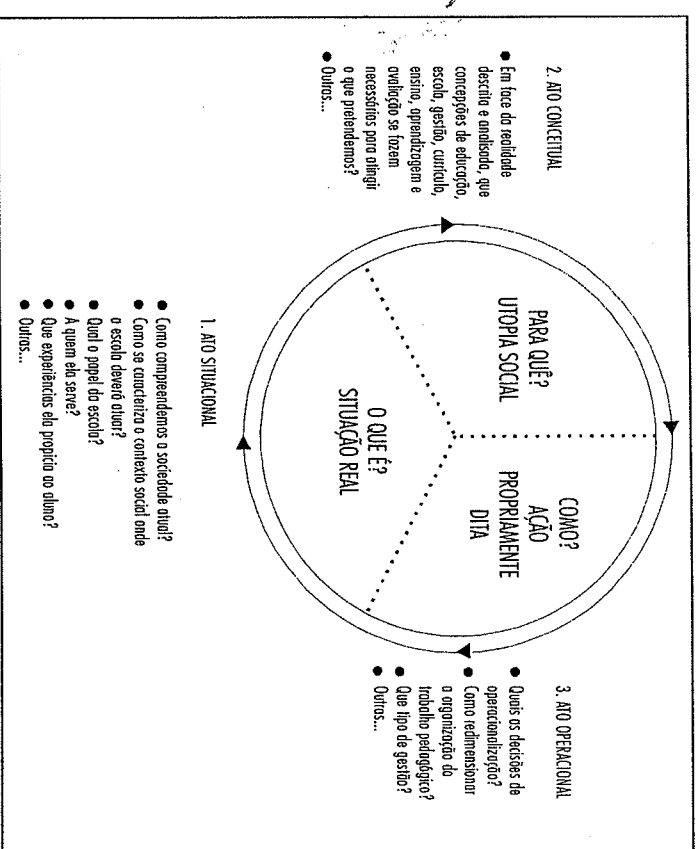 2. ATO CONCEITUAL
● Em face da realidade
descrita e analisada, que
concepções de educação,
escola, gestão, currículo,
ensino, aprendizagem e
avaliação se fazem
necessárias para atingir
o que pretendemos?
● Outras...
PARA QUÊ?
UTOPIA SOCIAL
COMO?
AÇÃO
PROPRIAMENTE
DITA
3. ATO OPERACIONAL
● Quais as decisões de
operacionalização?
● Como redimensionar
a organização do
trabalho pedagógico?
● Que tipo de gestão?
● Outras...
O QUE É?
SITUAÇÃO REAL
1. ATO SITUACIONAL
● Como compreendemos a sociedade atual?
● Como se caracteriza o contexto social onde
a escola deverá atuar?
● Qual o papel da escola?
● A quem ela serve?
● Que experiências ela propicia ao aluno?
● Outras...